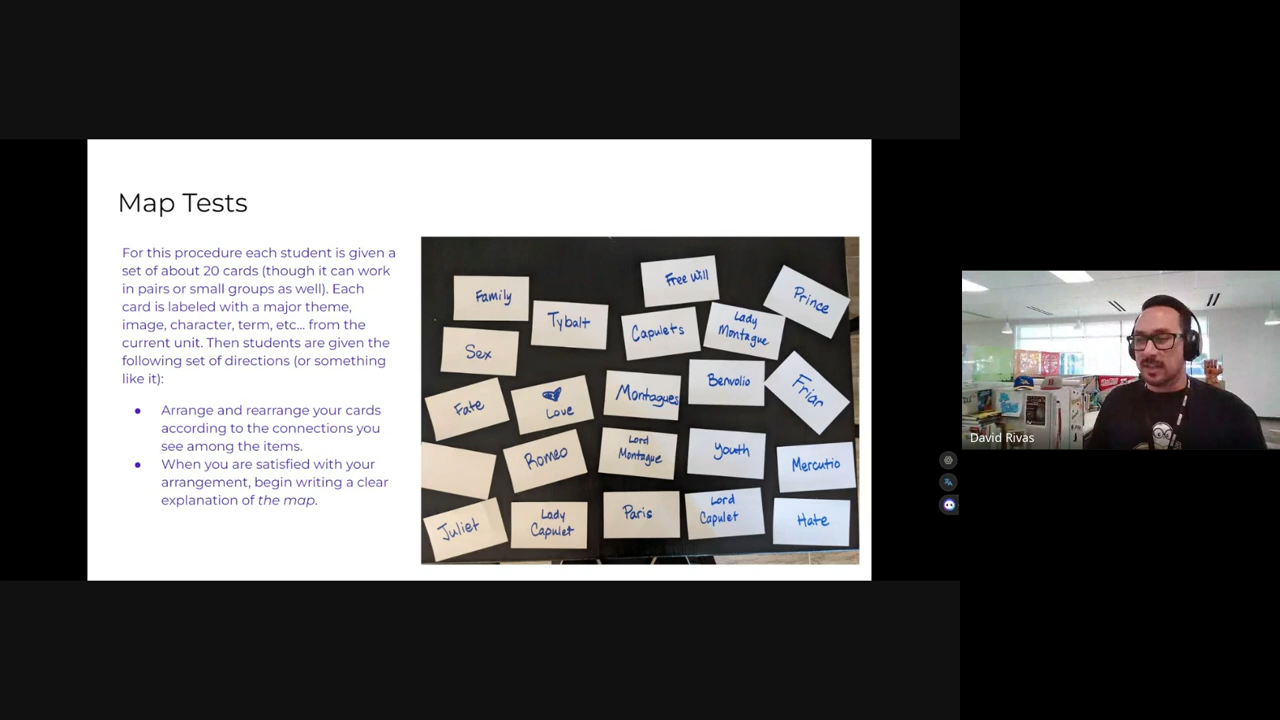 Map Tests
For this procedure each student is given a
set of about 20 cards (though it can work
in pairs or small groups as well). Each
card is labeled with a major theme,
image, character, term, etc... from the
current unit. Then students are given the
following set of directions (or something
like it):
● Arrange and rearrange your cards
according to the connections you
see among the items.
● When you are satisfied with your
arrangement, begin writing a clear
explanation of the map.
Free Will
Family
Prince
Tybalt
Capulets
Lady
Montague
Sex
Benvolio
Friar
Montagues
Fate
Love
Lord
Montague
Youth
Romeo
Mercutio
Juliet
Lady
Capulet
Paris
Lord
Capulet
Hate
David Rivas